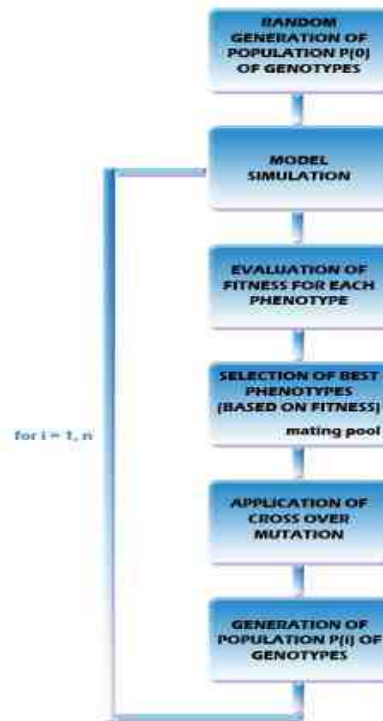 RANDOM
GENERATION OF
POPULATION P(0)
OF GENOTYPES
MODEL
SIMULATION
EVALUATION OF
FITNESS FOR EACH
PHENOTYPE
SELECTION OF BEST
PHENOTYPES
(BASED ON FITNESS)
mating pool
for i = 1, n
APPLICATION OF
CROSS OVER
MUTATION
GENERATION OF
POPULATION P(i) OF
GENOTYPES